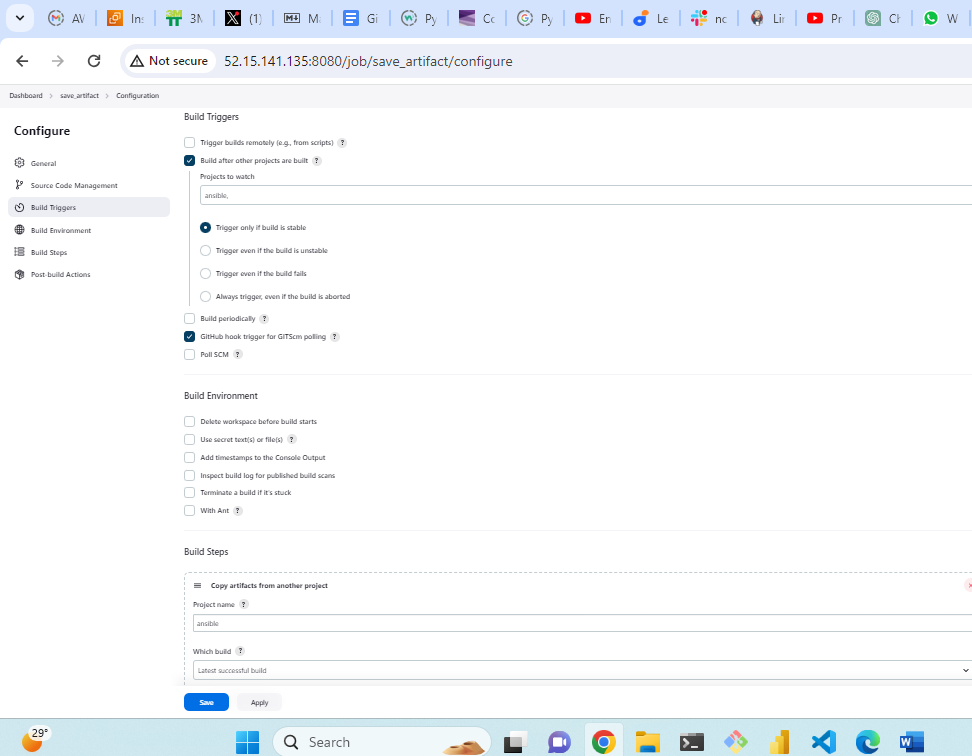 AV
Ins
3M
(1)
M
Gi
Py
Co
Py
En
Le
nc
Lin
Pr
Ch
W
Not secure 52.15.141.135:8080/job/save_artifact/configure
Dashboard > save_artifact > Configuration
Configure
General
Source Code Management
Build Triggers
Build Environment
Build Steps
Post-build Actions
Build Triggers
Trigger builds remotely (e.g., from scripts) ?
Build after other projects are built ?
Projects to watch
ansible,
Trigger only if build is stable
Trigger even if the build is unstable
Trigger even if the build fails
Always trigger, even if the build is aborted
Build periodically ?
GitHub hook trigger for GITScm polling ?
Poll SCM ?
Build Environment
Delete workspace before build starts
Use secret text(s) or file(s) ?
Add timestamps to the Console Output
Inspect build log for published build scans
Terminate a build if it's stuck
With Ant ?
Build Steps
Copy artifacts from another project
Project name ?
ansible
Which build ?
Latest successful build
Save
Apply
29°
Search